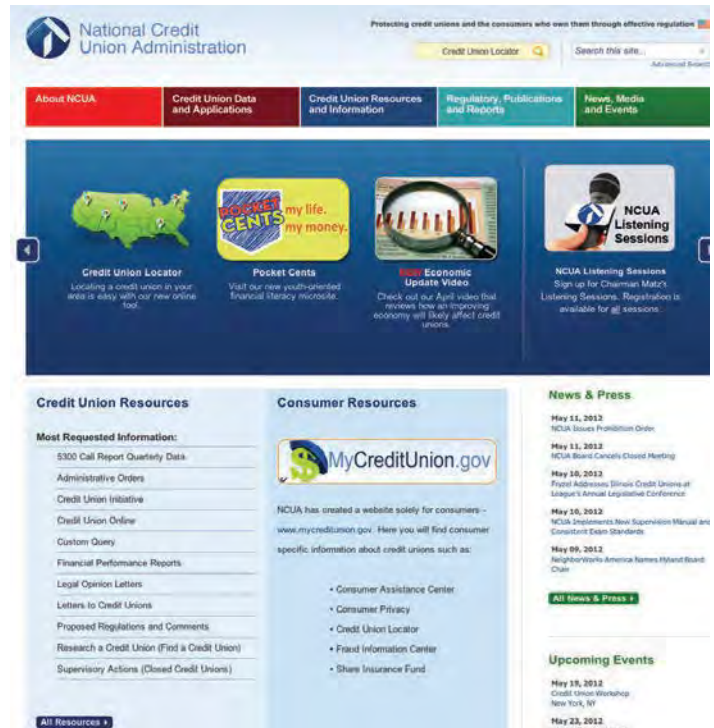 National Credit
Union Administration
Protecting credit unions and the consumers who own them through effective regulation
Credit Union Locator
Search this site...
Advanced Search
About NCUA
Credit Union Data
and Applications
Credit Union Resources
and Information
Regulatory, Publications
and Reports
News, Media
and Events
POCKET
CENTS
my life.
my money.
NCUA
Listening
Sessions
Credit Union Locator
Locating a credit union in your
area is easy with our new online
tool.
Pocket Cents
Visit our new youth-oriented
financial literacy microsite.
Economic
Update Video
Check out our April video that
reviews how an improving
economy will likely affect credit
unions.
NCUA Listening Sessions
Sign up for Chairman Matz's
Listening Sessions. Registration is
available for all sessions.
Credit Union Resources
Most Requested Information:
5300 Call Report Quarterly Data
Administrative Orders
Credit Union Initiative
Credit Union Online
Custom Query
Financial Performance Reports
Legal Opinion Letters
Letters to Credit Unions
Proposed Regulations and Comments
Research a Credit Union (Find a Credit Union)
Supervisory Actions (Closed Credit Unions)
All Resources
Consumer Resources
MyCreditUnion.gov
NCUA has created a website solely for consumers -
www.mycreditunion.gov. Here you will find consumer
specific information about credit unions such as:
• Consumer Assistance Center
• Consumer Privacy
• Credit Union Locator
• Fraud Information Center
• Share Insurance Fund
News & Press
May 11, 2012
NCUA Issues Prohibition Order
May 11, 2012
NCUA Board Cancels Closed Meeting
May 10, 2012
Fryzel Addresses Illinois Credit Unions at
League's Annual Legislative Conference
May 10, 2012
NCUA Implements New Supervision Manual and
Consistent Exam Standards
May 09, 2012
NeighborWorks America Names Hyland Board
Chair
All News & Press
Upcoming Events
May 19, 2012
Credit Union Workshop
New York, NY
May 23, 2012